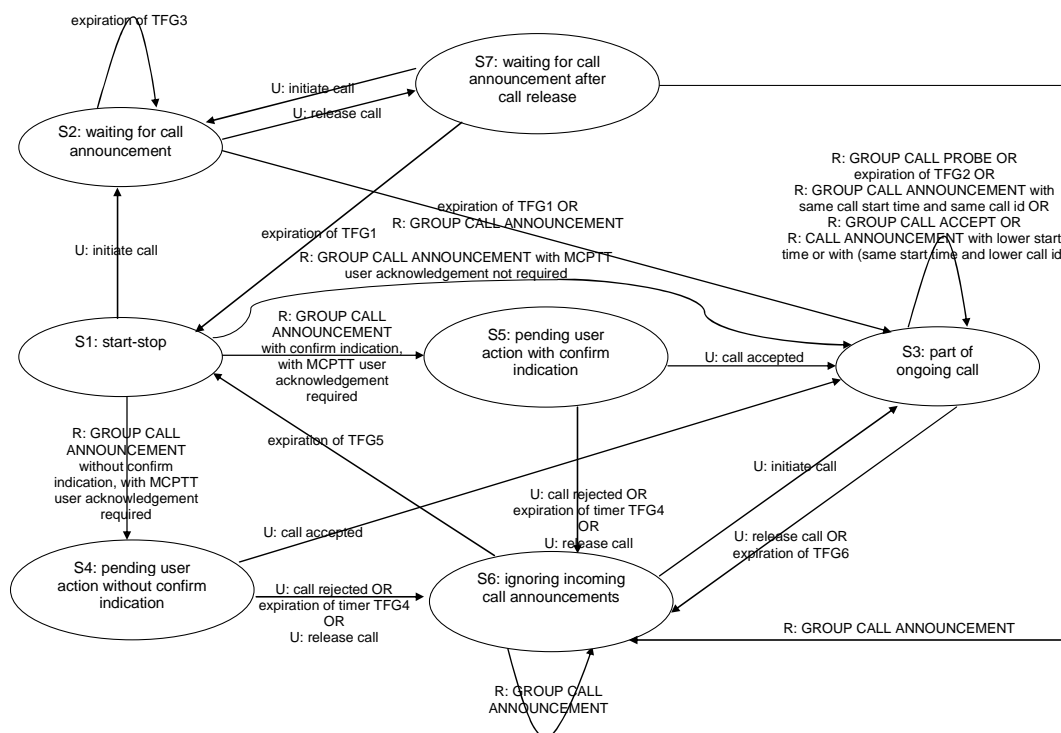 expiration of TFG3
S7: waiting for call
announcement after
call release
U: initiate call
U: release call
S2: waiting for call
announcement
R: GROUP CALL PROBE OR
expiration of TFG2 OR
R: GROUP CALL ANNOUNCEMENT with
same call start time and same call id OR
R: GROUP CALL ACCEPT OR
R: CALL ANNOUNCEMENT with lower start
time or with (same start time and lower call id
expiration of TFG1 OR
R: GROUP CALL ANNOUNCEMENT
expiration of TFG1
U: initiate call
R: GROUP CALL ANNOUNCEMENT with MCPTT
user acknowledgement not required
S1: start-stop
R: GROUP CALL
ANNOUNCEMENT
with confirm indication,
with MCPTT user
acknowledgement
required
S5: pending user
action with confirm
indication
U: call accepted
S3: part of
ongoing call
R: GROUP CALL
ANNOUNCEMENT
without confirm
indication, with MCPTT
user acknowledgement
required
expiration of TFG5
U: initiate call
U: call rejected OR
expiration of timer TFG4
OR
U: release call
U: call accepted
U: release call OR
expiration of TFG6
S4: pending user
action without confirm
indication
U: call rejected OR
expiration of timer TFG4
OR
U: release call
S6: ignoring incoming
call announcements
R: GROUP CALL ANNOUNCEMENT
R: GROUP CALL
ANNOUNCEMENT